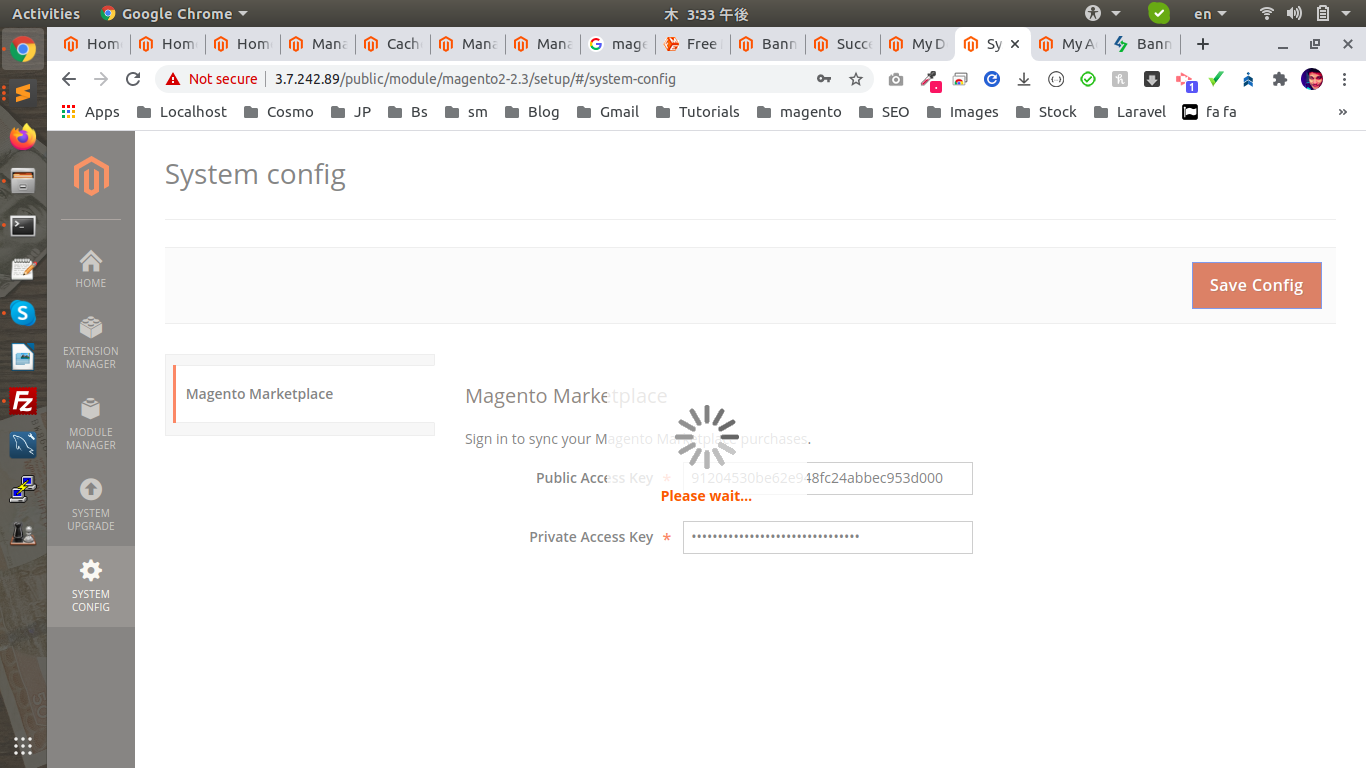 Activities Google Chrome 木 3:33 午後 en
Hom Hom Hom Mana Cach Mana Mana mage Free Bann Succ My D Sy My A Bann
Not secure 3.7.242.89/public/module/magento2-2.3/setup/#/system-config
1
Apps Localhost Cosmo JP Bs sm Blog Gmail Tutorials magento SEO Images Stock Laravel fa fa »
System config
HOME
Save Config
EXTENSION
MANAGER
MODULE
MANAGER
SYSTEM
UPGRADE
SYSTEM
CONFIG
Magento Marketplace
Magento Marketplace
Sign in to sync your Magento Marketplace purchases.
Public Access Key * 91204530be62e948fc24abbec953d000
Please wait...
Private Access Key * ••••••••••••••••••••••••••••••••